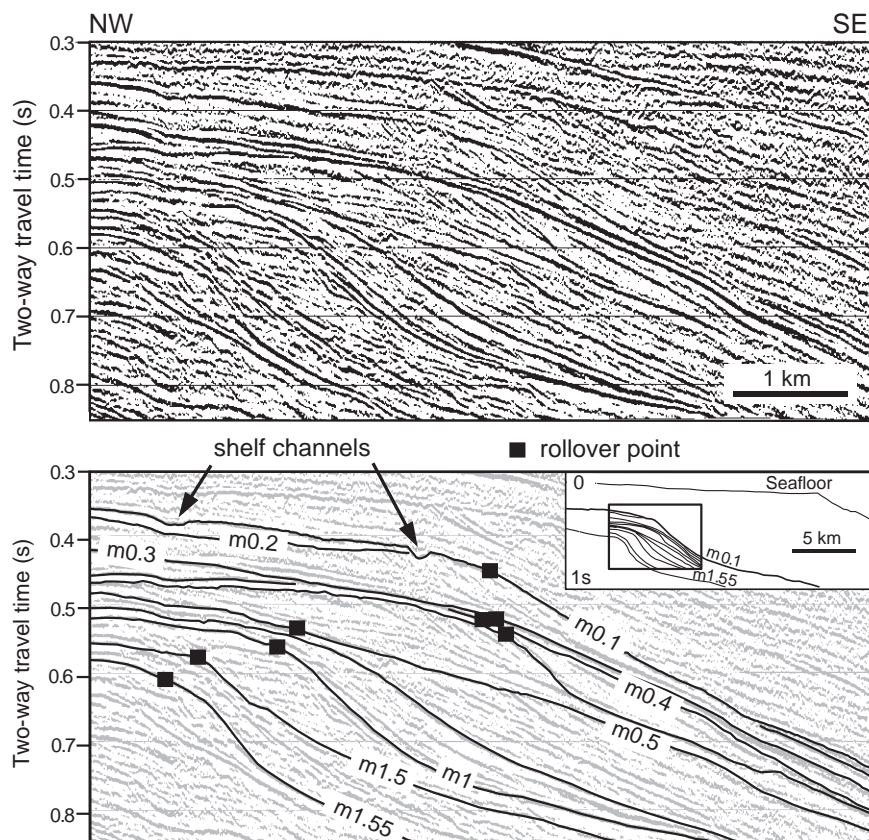 NW SE
0.3
0.4
0.5
0.6
0.7
0.8
Two-way travel time (s)
1 km
shelf channels ■ rollover point
0.3
0.4
0.5
0.6
0.7
0.8
Two-way travel time (s)
0 Seafloor
m0.1
5 km
m1.55
1s
m0.2
m0.3
m0.1
m0.4
m0.5
m1
m1.5
m1.55